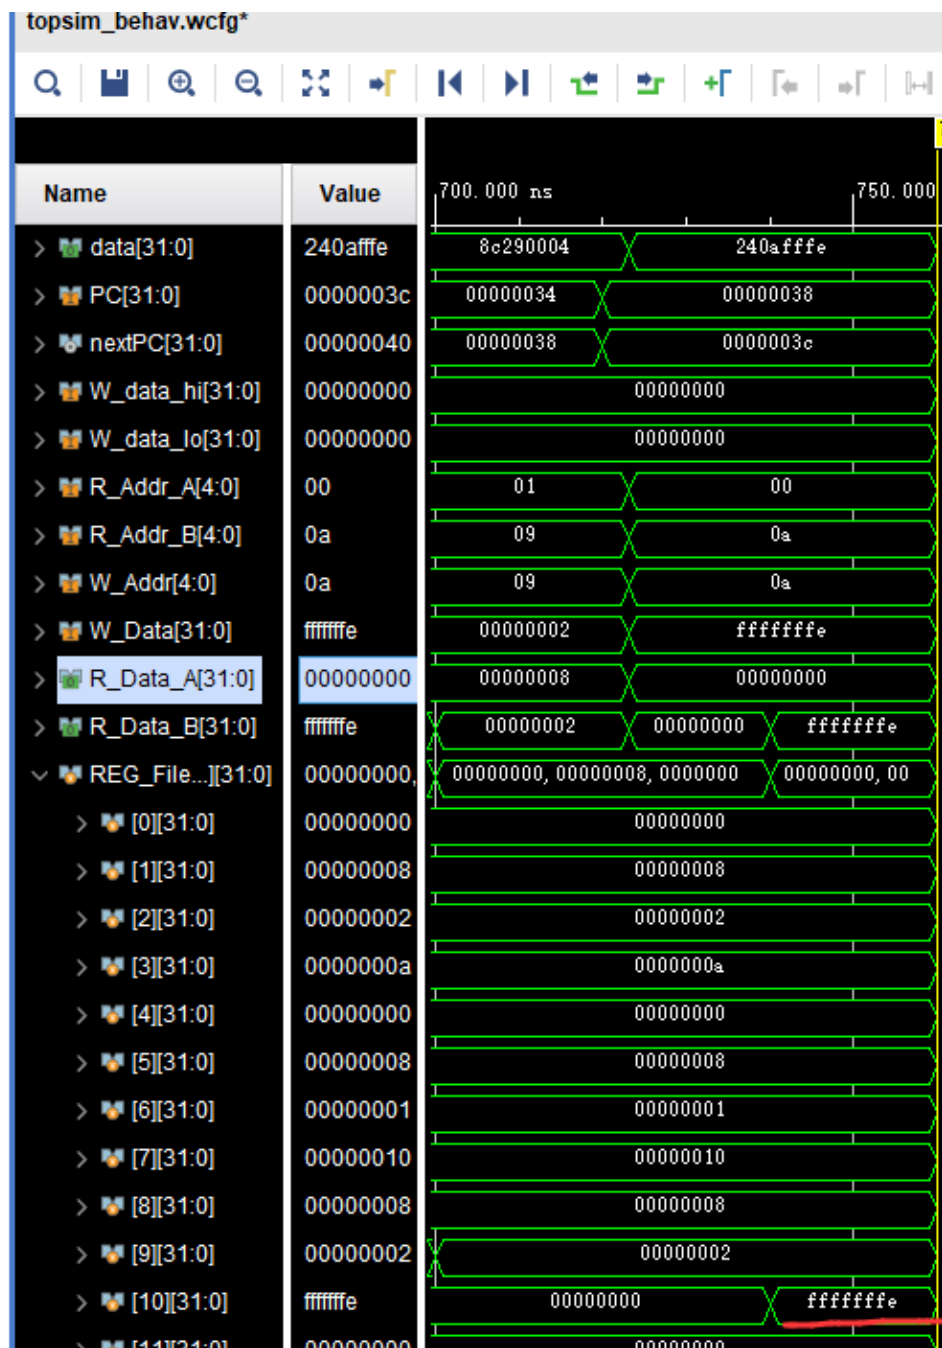 topsim_behav.wcfg*
Name Value 700.000 ns 750.000
data[31:0] 240afffe 8c290004 240afffe
PC[31:0] 0000003c 00000034 00000038
nextPC[31:0] 00000040 00000038 0000003c
W_data_hi[31:0] 00000000 00000000
W_data_lo[31:0] 00000000 00000000
R_Addr_A[4:0] 00 01 00
R_Addr_B[4:0] 0a 09 0a
W_Addr[4:0] 0a 09 0a
W_Data[31:0] fffffffe 00000002 fffffffe
R_Data_A[31:0] 00000000 00000008 00000000
R_Data_B[31:0] fffffffe 00000002 00000000 fffffffe
REG_File...][31:0] 00000000, 00000000, 00000008, 0000000 00000000, 00
[0][31:0] 00000000 00000000
[1][31:0] 00000008 00000008
[2][31:0] 00000002 00000002
[3][31:0] 0000000a 0000000a
[4][31:0] 00000000 00000000
[5][31:0] 00000008 00000008
[6][31:0] 00000001 00000001
[7][31:0] 00000010 00000010
[8][31:0] 00000008 00000008
[9][31:0] 00000002 00000002
[10][31:0] fffffffe 00000000 fffffffe
[11][31:0] 00000000 00000000